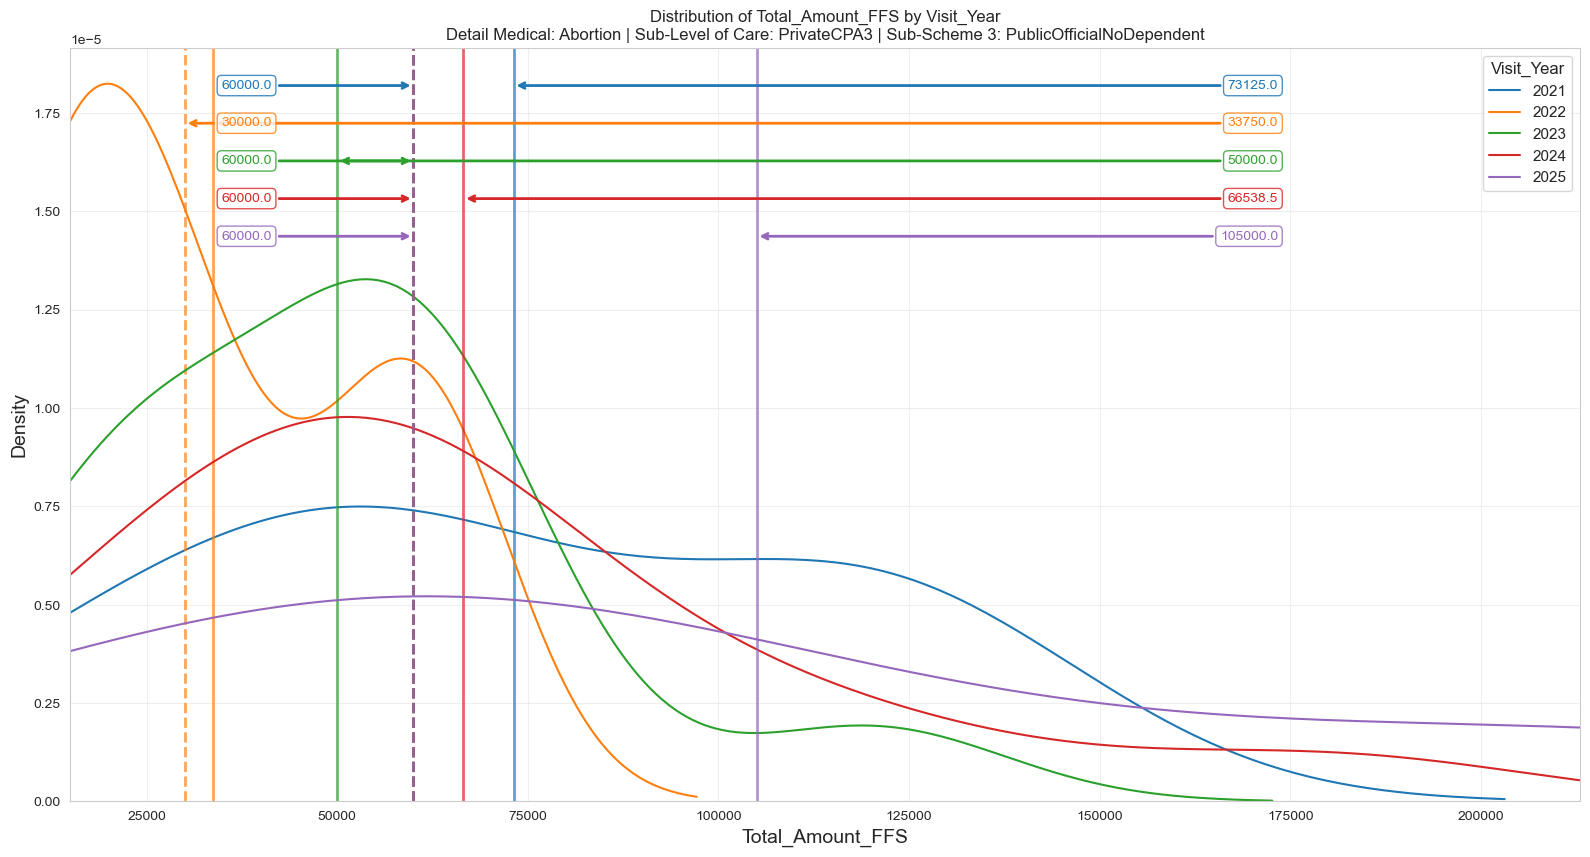 Distribution of Total_Amount_FFS by Visit_Year
Detail Medical: Abortion | Sub-Level of Care: PrivateCPA3 | Sub-Scheme 3: PublicOfficialNoDependent
1e−5
Visit_Year
2021
2022
2023
2024
2025
60000.0 73125.0
30000.0 33750.0
60000.0 50000.0
60000.0 66538.5
60000.0 105000.0
1.75
1.50
1.25
1.00
0.75
0.50
0.25
0.00
Density
25000 50000 75000 100000 125000 150000 175000 200000
Total_Amount_FFS